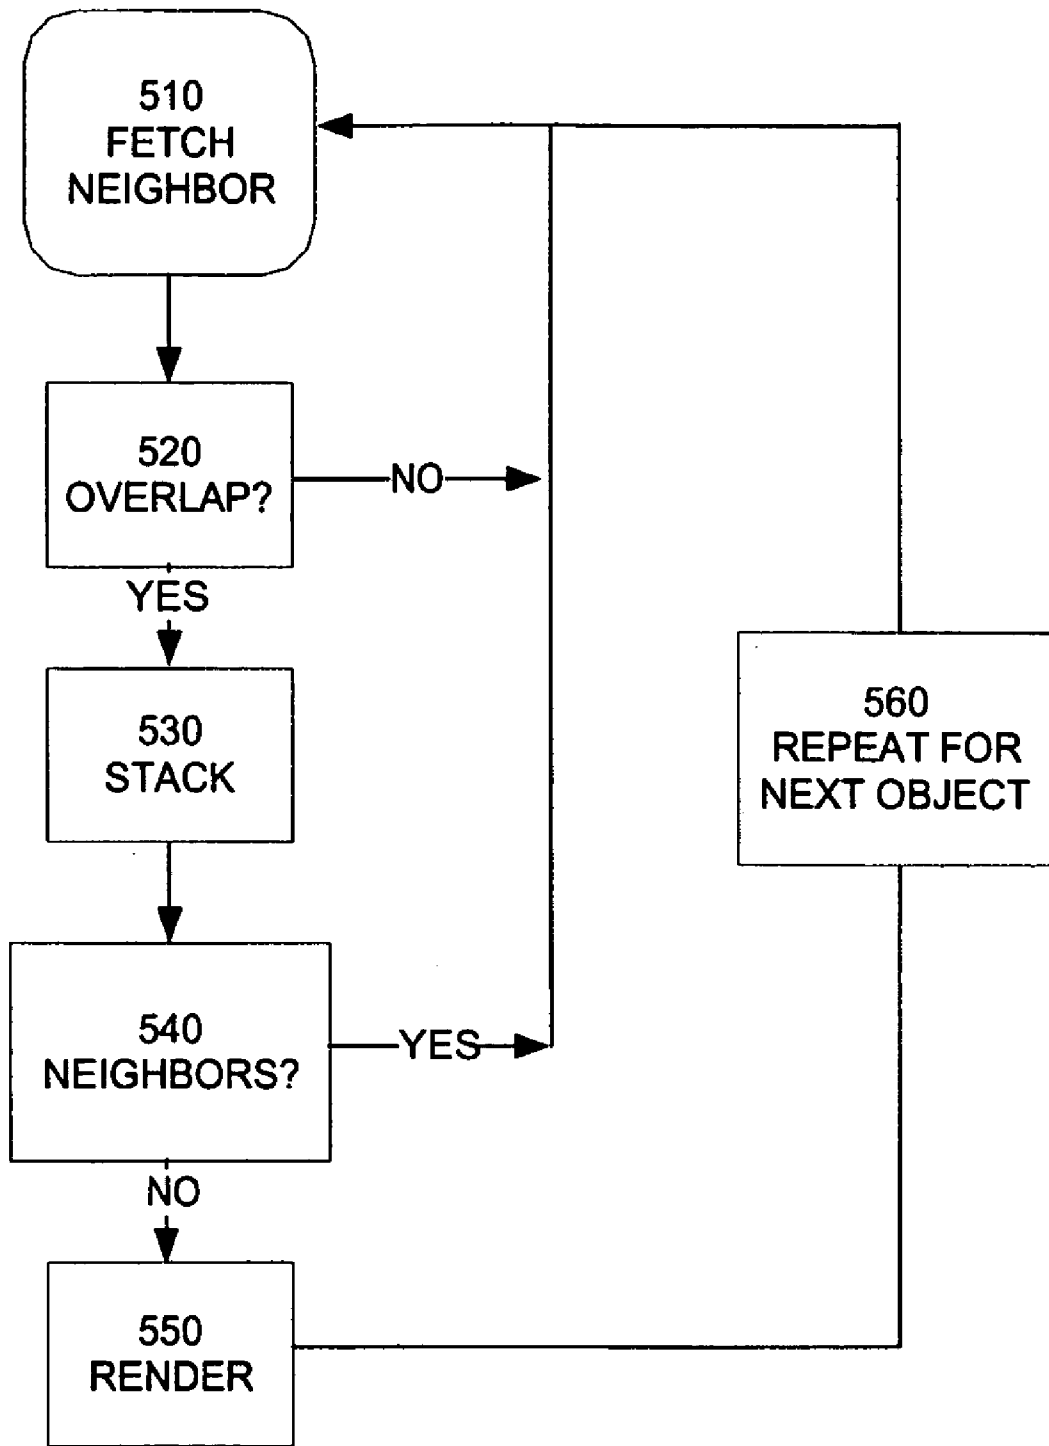 510
FETCH
NEIGHBOR
520
OVERLAP?
NO
YES
530
STACK
560
REPEAT FOR
NEXT OBJECT
540
NEIGHBORS?
YES
NO
550
RENDER